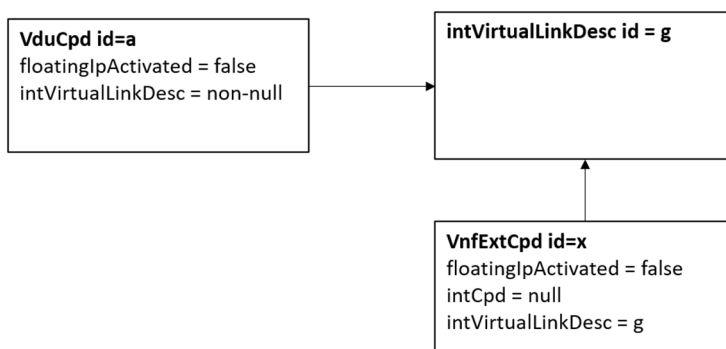 VduCpd id=a
floatingIpActivated = false
intVirtualLinkDesc = non-null
intVirtualLinkDesc id = g
VnfExtCpd id=x
floatingIpActivated = false
intCpd = null
intVirtualLinkDesc = g